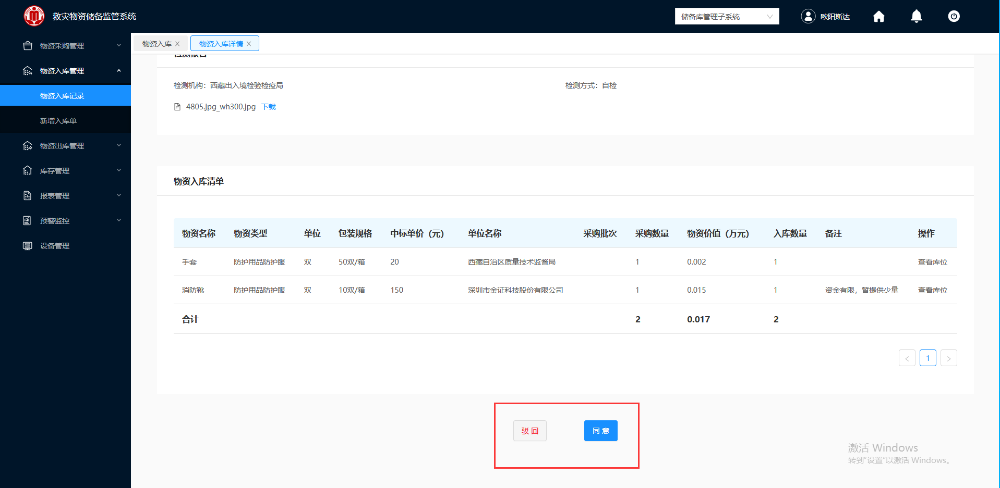 救灾物资储备监管系统
储备库管理子系统
欧阳斯达
物资采购管理
物资入库管理
物资入库记录
新增入库单
物资出库管理
库存管理
报表管理
预警监控
设备管理
物资入库 X
物资入库详情 X
检测报告
检测机构：西藏出入境检验检疫局
检测方式：自检
4805.jpg_wh300.jpg 下载
物资入库清单
物资名称 物资类型 单位 包装规格 中标单价（元） 单位名称 采购批次 采购数量 物资价值（万元） 入库数量 备注 操作
手套 防护用品防护服 双 50双/箱 20 西藏自治区质量技术监督局 1 0.002 1 查看库位
消防靴 防护用品防护服 双 10双/箱 150 深圳市金证科技股份有限公司 1 0.015 1 资金有限，暂提供少量 查看库位
合计 2 0.017 2
< 1 >
驳 回
同 意
激活 Windows
转到“设置”以激活 Windows。